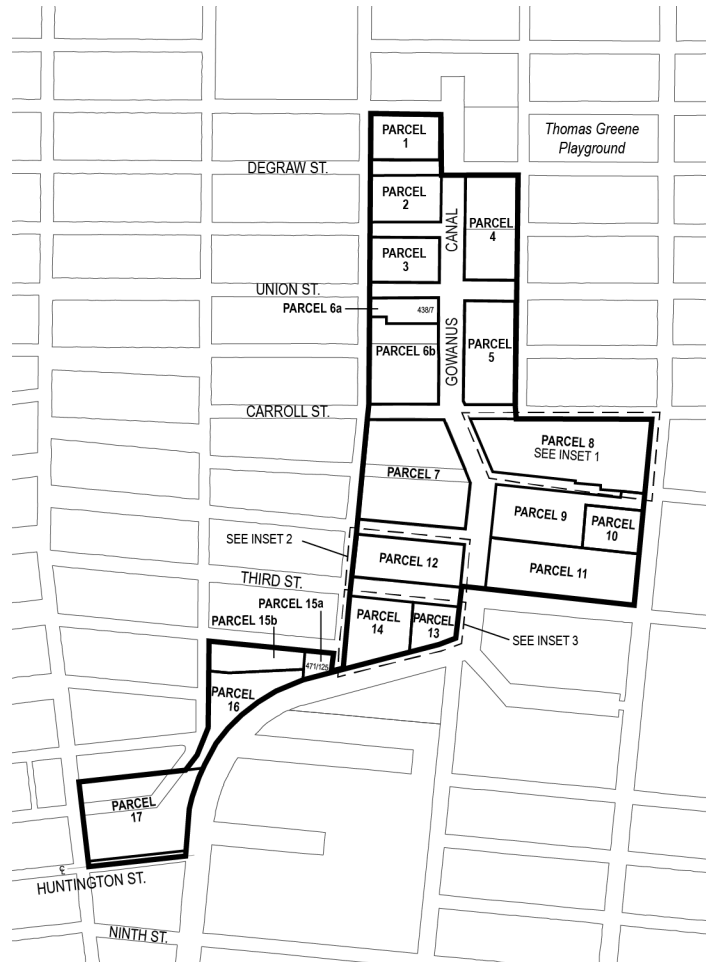 PARCEL
1
Thomas Greene
Playground
DEGRAW ST.
PARCEL
2
CANAL
PARCEL
4
PARCEL
3
UNION ST.
PARCEL 6a
438/7
PARCEL 6b
GOWANUS
PARCEL
5
CARROLL ST.
PARCEL 8
SEE INSET 1
PARCEL 7
PARCEL 9
PARCEL
10
SEE INSET 2
PARCEL 12
PARCEL 11
THIRD ST.
PARCEL 15a
PARCEL 15b
PARCEL
14
PARCEL
13
SEE INSET 3
471/125
PARCEL
16
PARCEL
17
℄
HUNTINGTON ST.
NINTH ST.